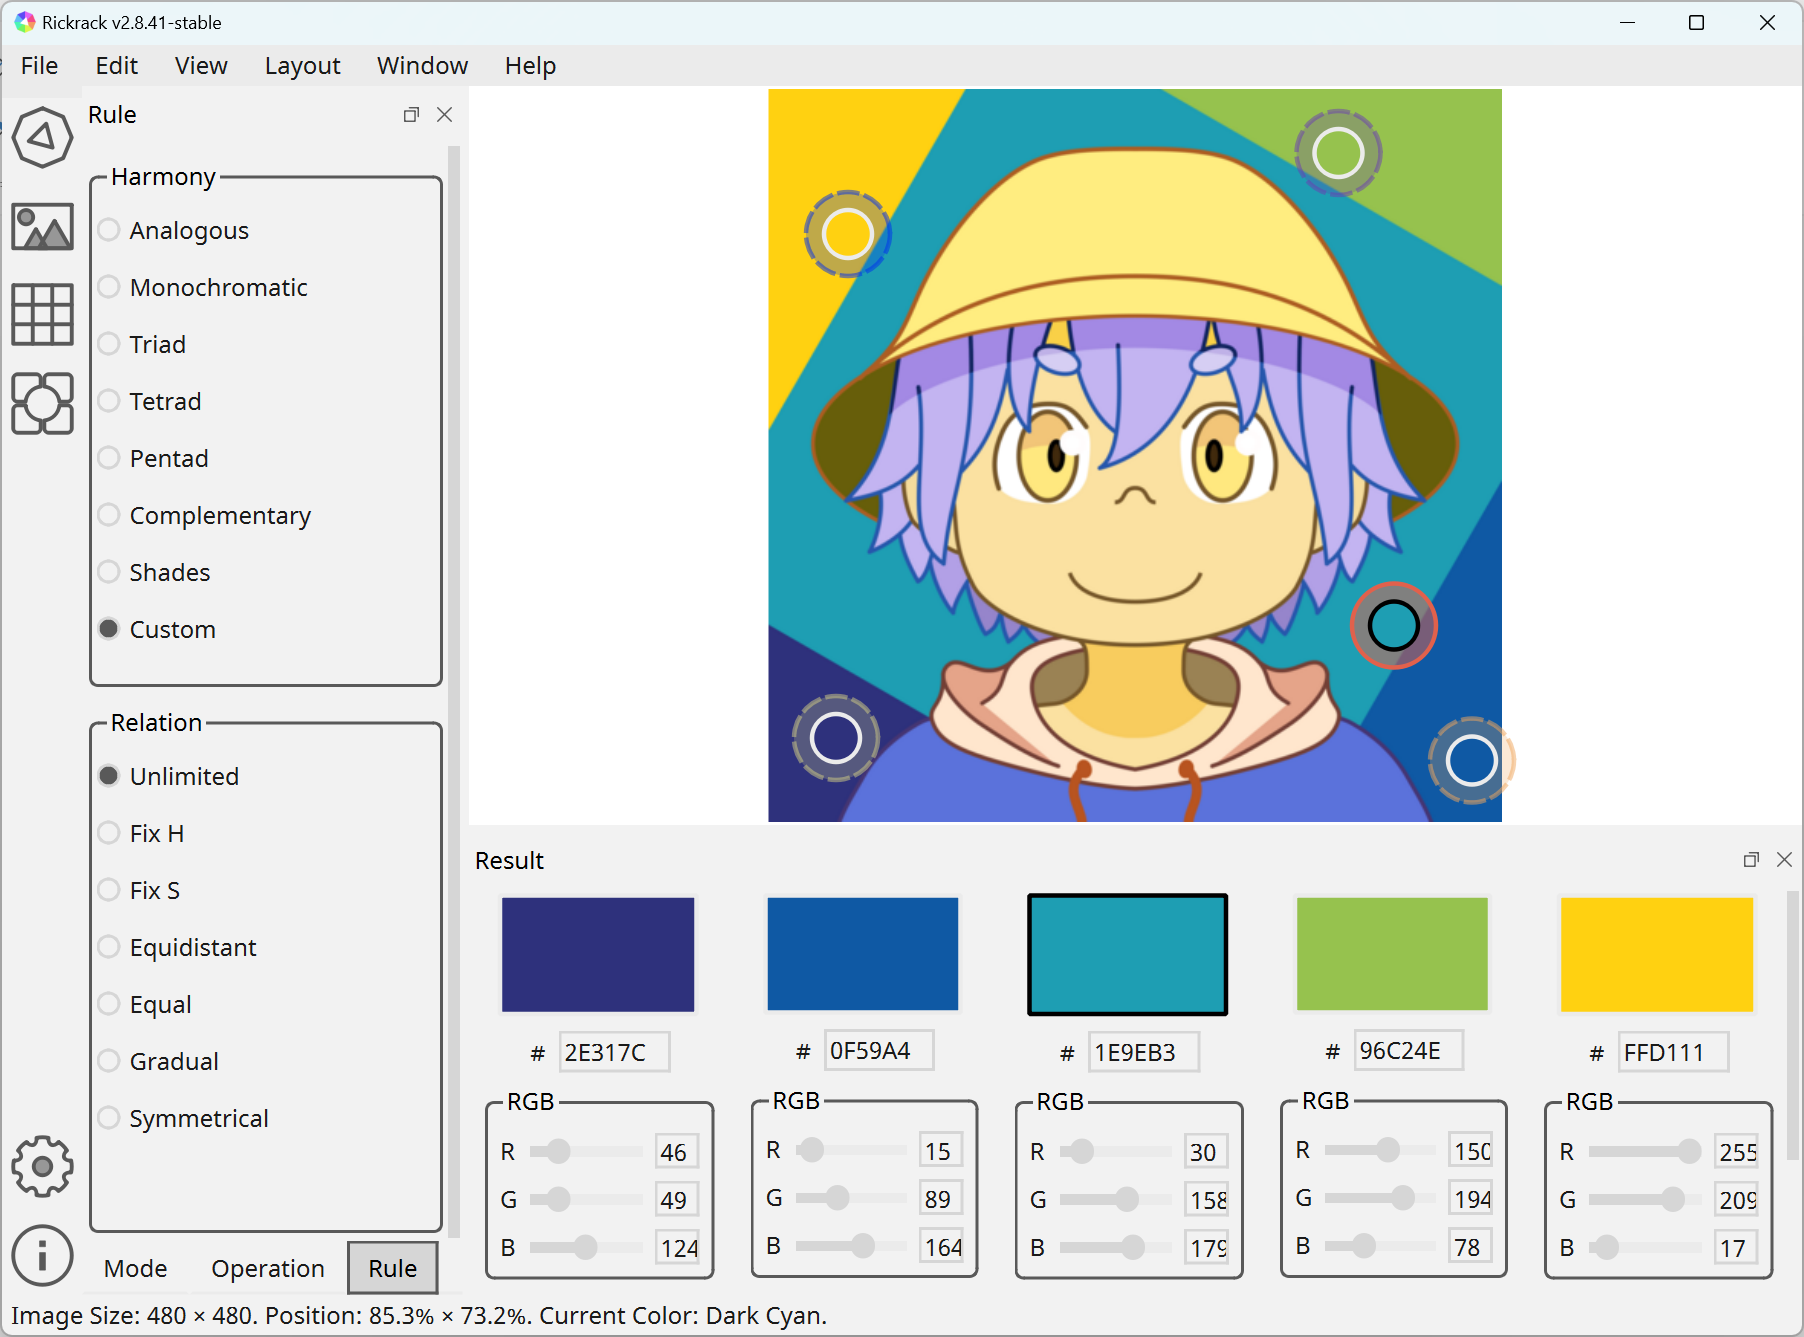 Rickrack v2.8.41-stable
File Edit View Layout Window Help
Rule
Harmony
Analogous
Monochromatic
Triad
Tetrad
Pentad
Complementary
Shades
Custom
Relation
Unlimited
Fix H
Fix S
Equidistant
Equal
Gradual
Symmetrical
Mode Operation Rule
Result
# 2E317C # 0F59A4 # 1E9EB3 # 96C24E # FFD111
RGB RGB RGB RGB RGB
R 46 R 15 R 30 R 150 R 255
G 49 G 89 G 158 G 194 G 209
B 124 B 164 B 179 B 78 B 17
Image Size: 480 × 480. Position: 85.3% × 73.2%. Current Color: Dark Cyan.